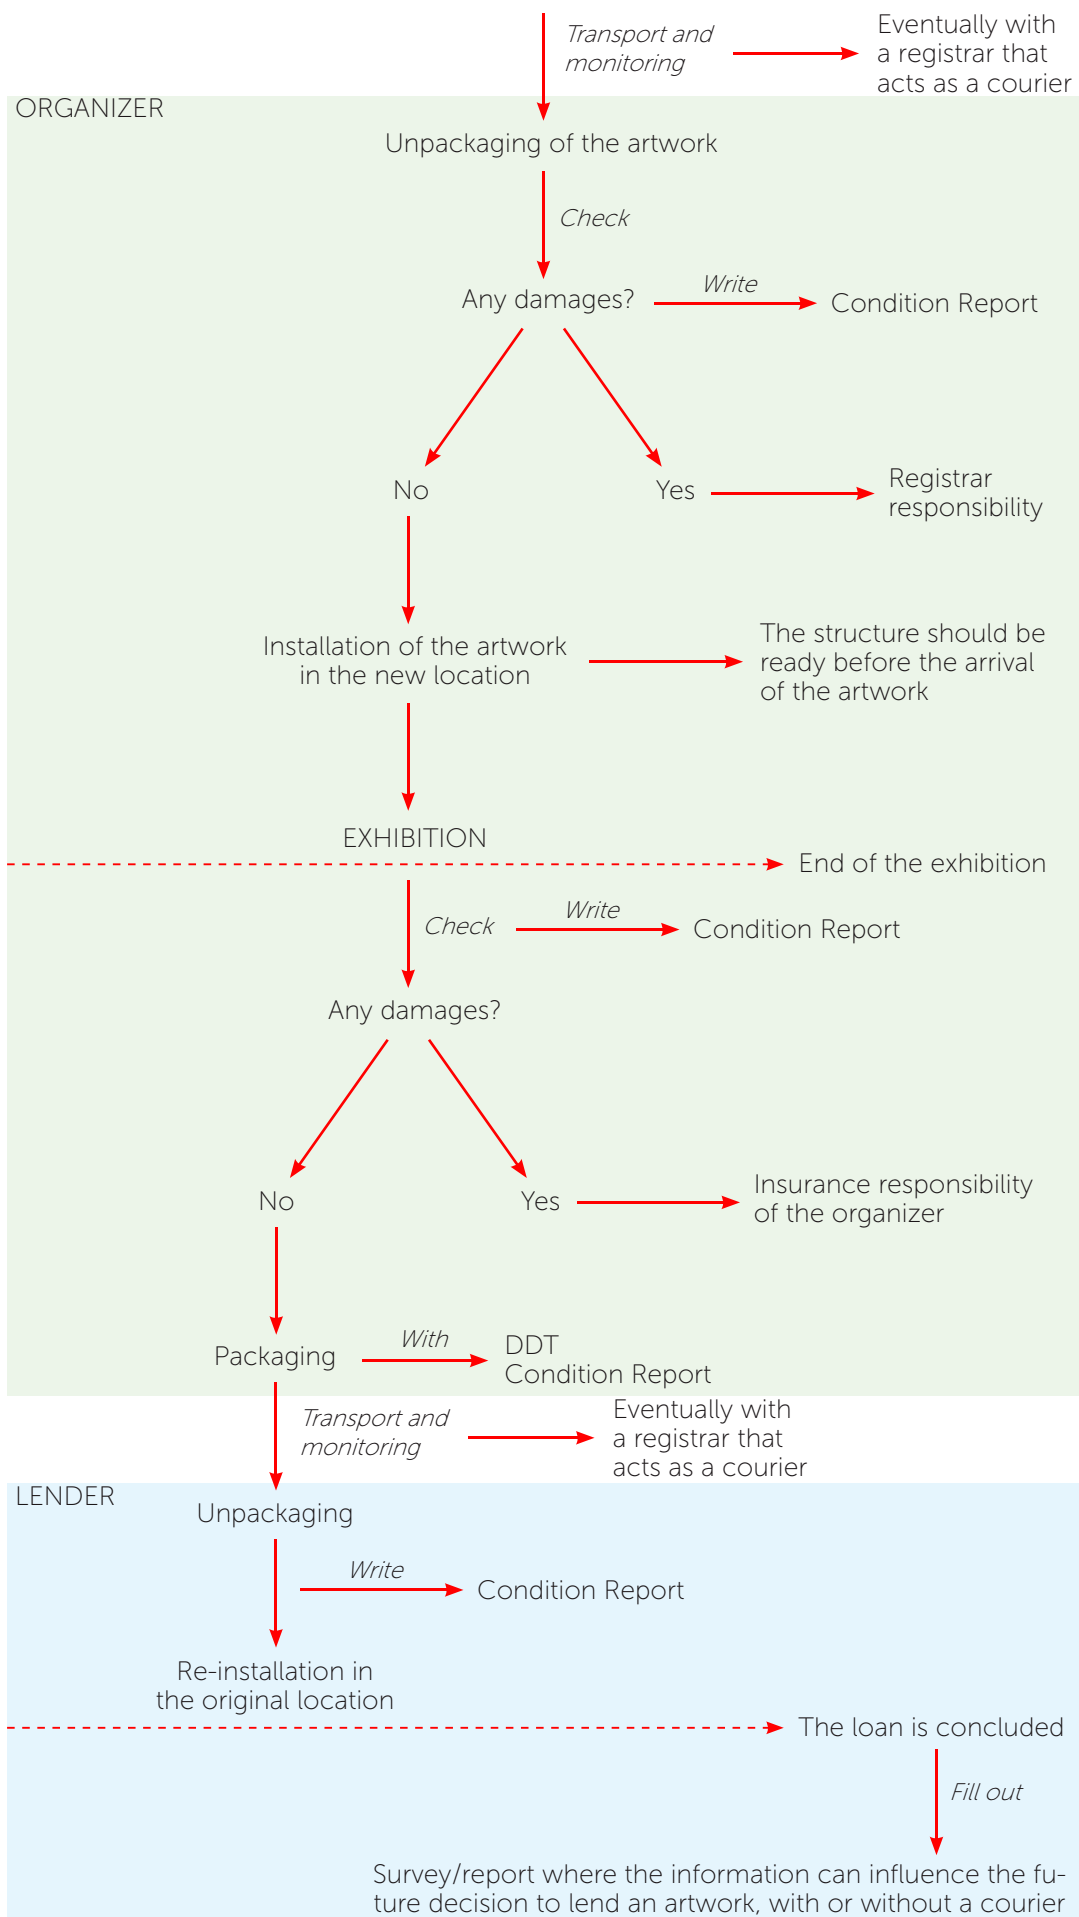 Transport and
monitoring
Eventually with
a registrar that
acts as a courier
ORGANIZER
Unpackaging of the artwork
Check
Any damages?
Write
Condition Report
No
Yes
Registrar
responsibility
Installation of the artwork
in the new location
The structure should be
ready before the arrival
of the artwork
EXHIBITION
End of the exhibition
Check
Write
Condition Report
Any damages?
No
Yes
Insurance responsibility
of the organizer
Packaging
With
DDT
Condition Report
Transport and
monitoring
Eventually with
a registrar that
acts as a courier
LENDER
Unpackaging
Write
Condition Report
Re-installation in
the original location
The loan is concluded
Fill out
Survey/report where the information can influence the fu-
ture decision to lend an artwork, with or without a courier